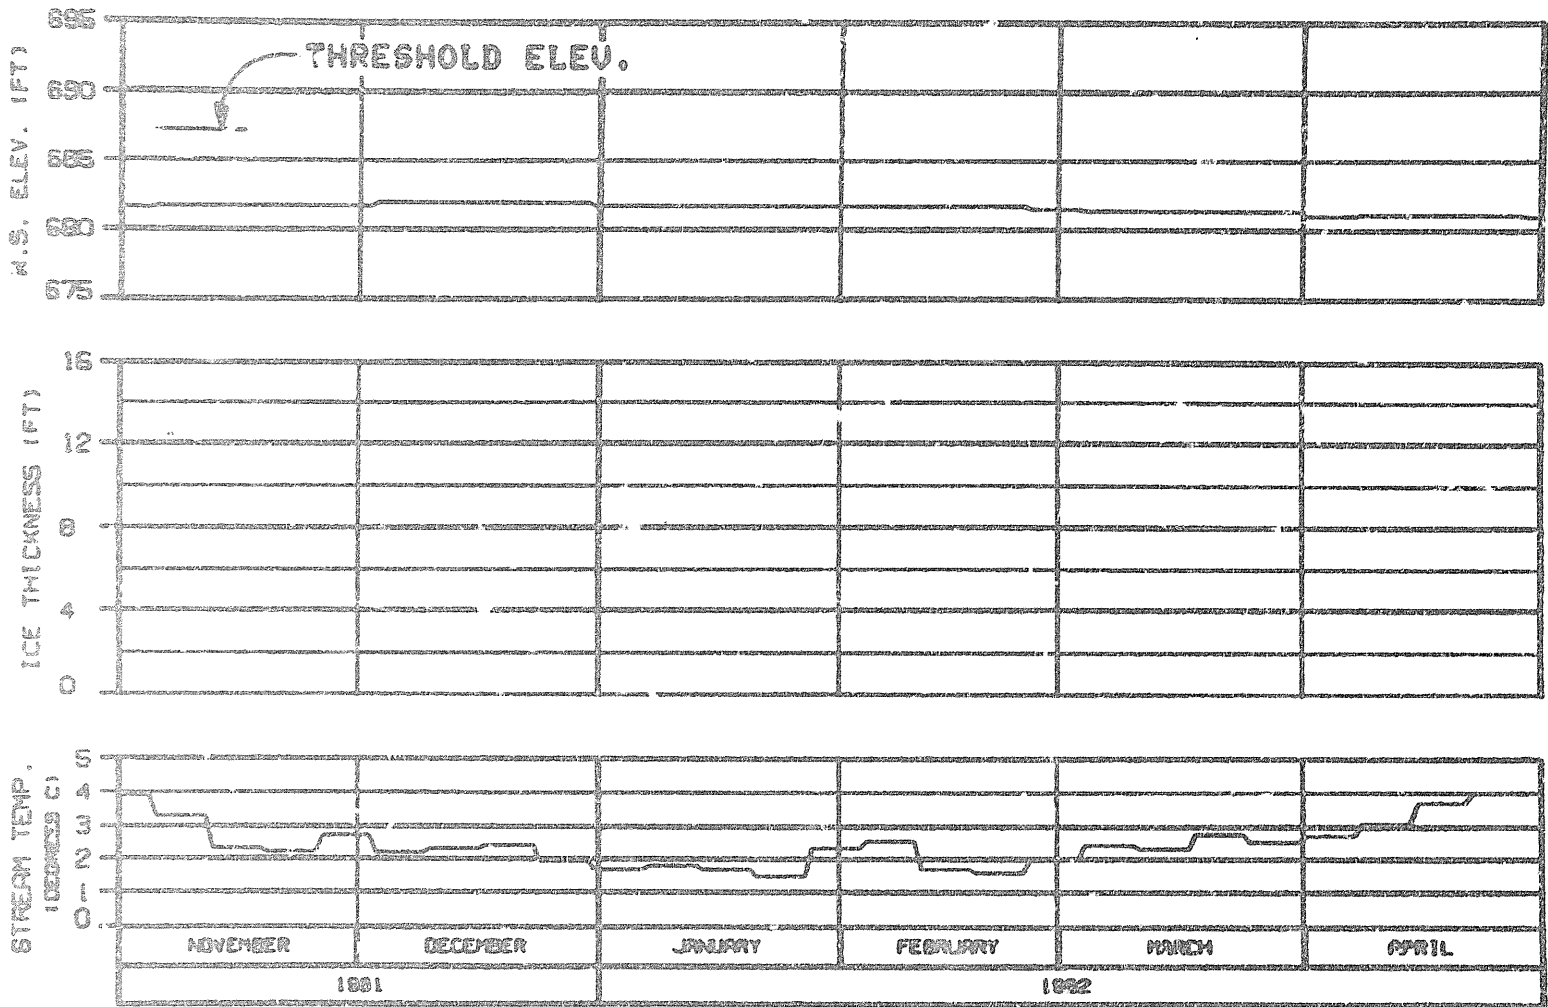 695
THRESHOLD ELEV.
690
685
680
675
W.S. ELEV. (FT)
16
12
8
4
0
ICE THICKNESS (FT)
5
4
3
2
1
0
STREAM TEMP.
(DEGREES C)
NOVEMBER DECEMBER JANUARY FEBRUARY MARCH APRIL
1981 1982